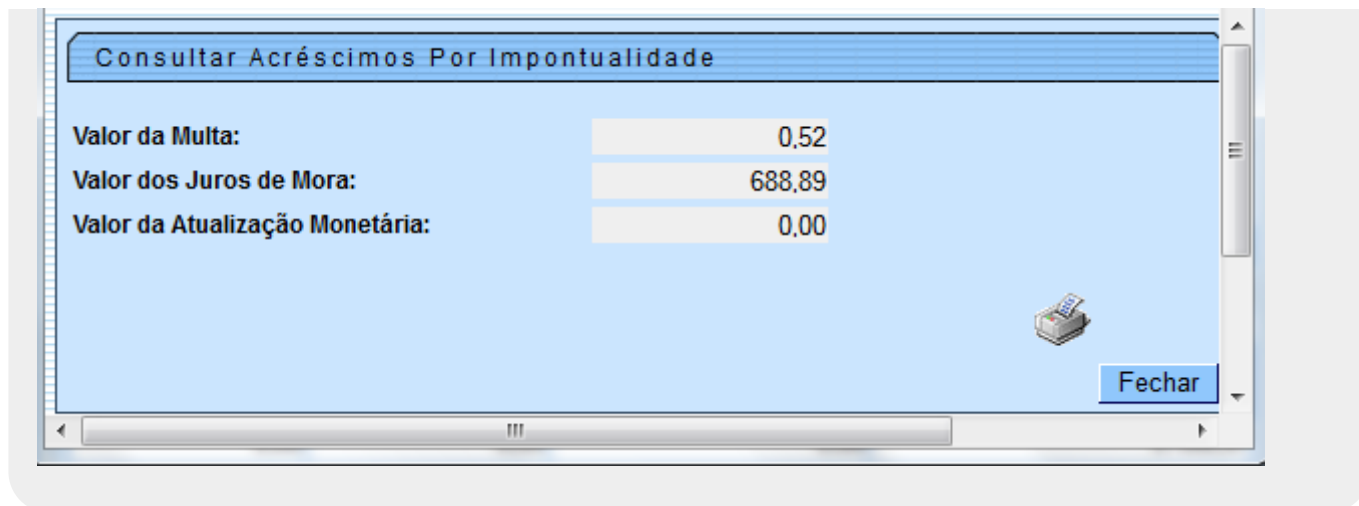 Consultar Acréscimos Por Impontualidade
Valor da Multa: 0,52
Valor dos Juros de Mora: 688,89
Valor da Atualização Monetária: 0,00
Fechar